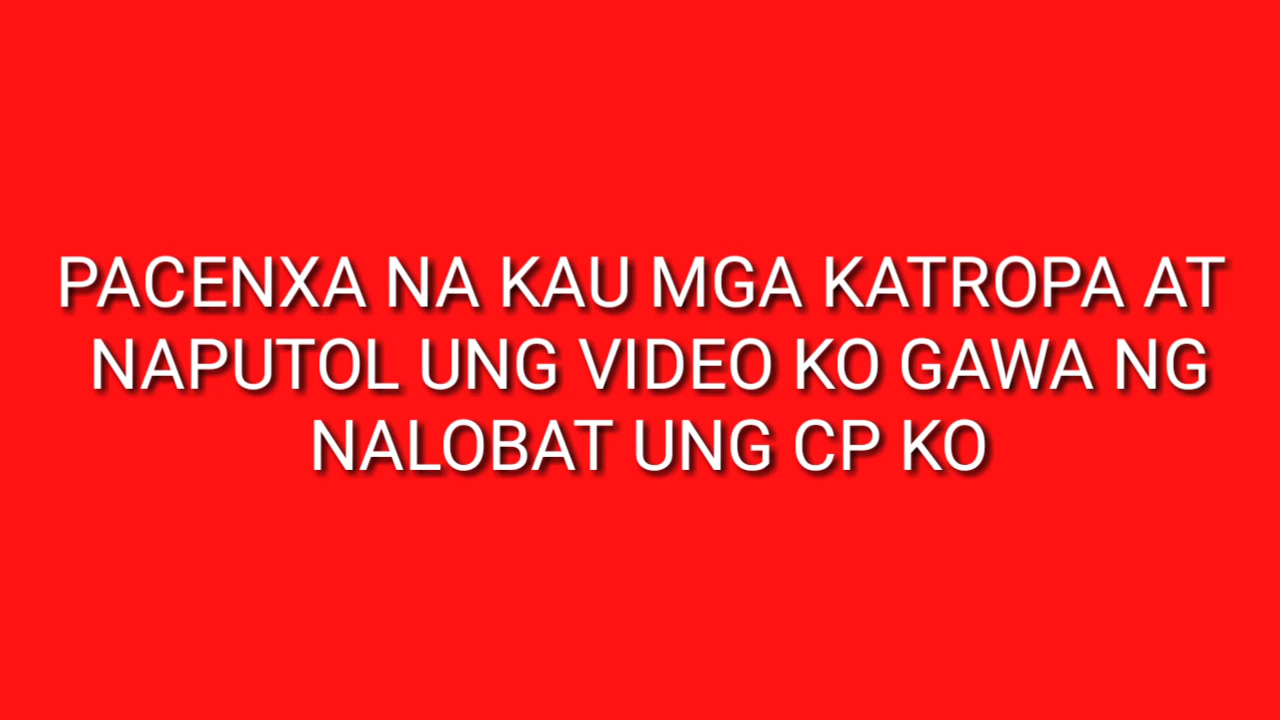 PACENXA NA KAU MGA KATROPA AT
NAPUTOL UNG VIDEO KO GAWA NG
NALOBAT UNG CP KO